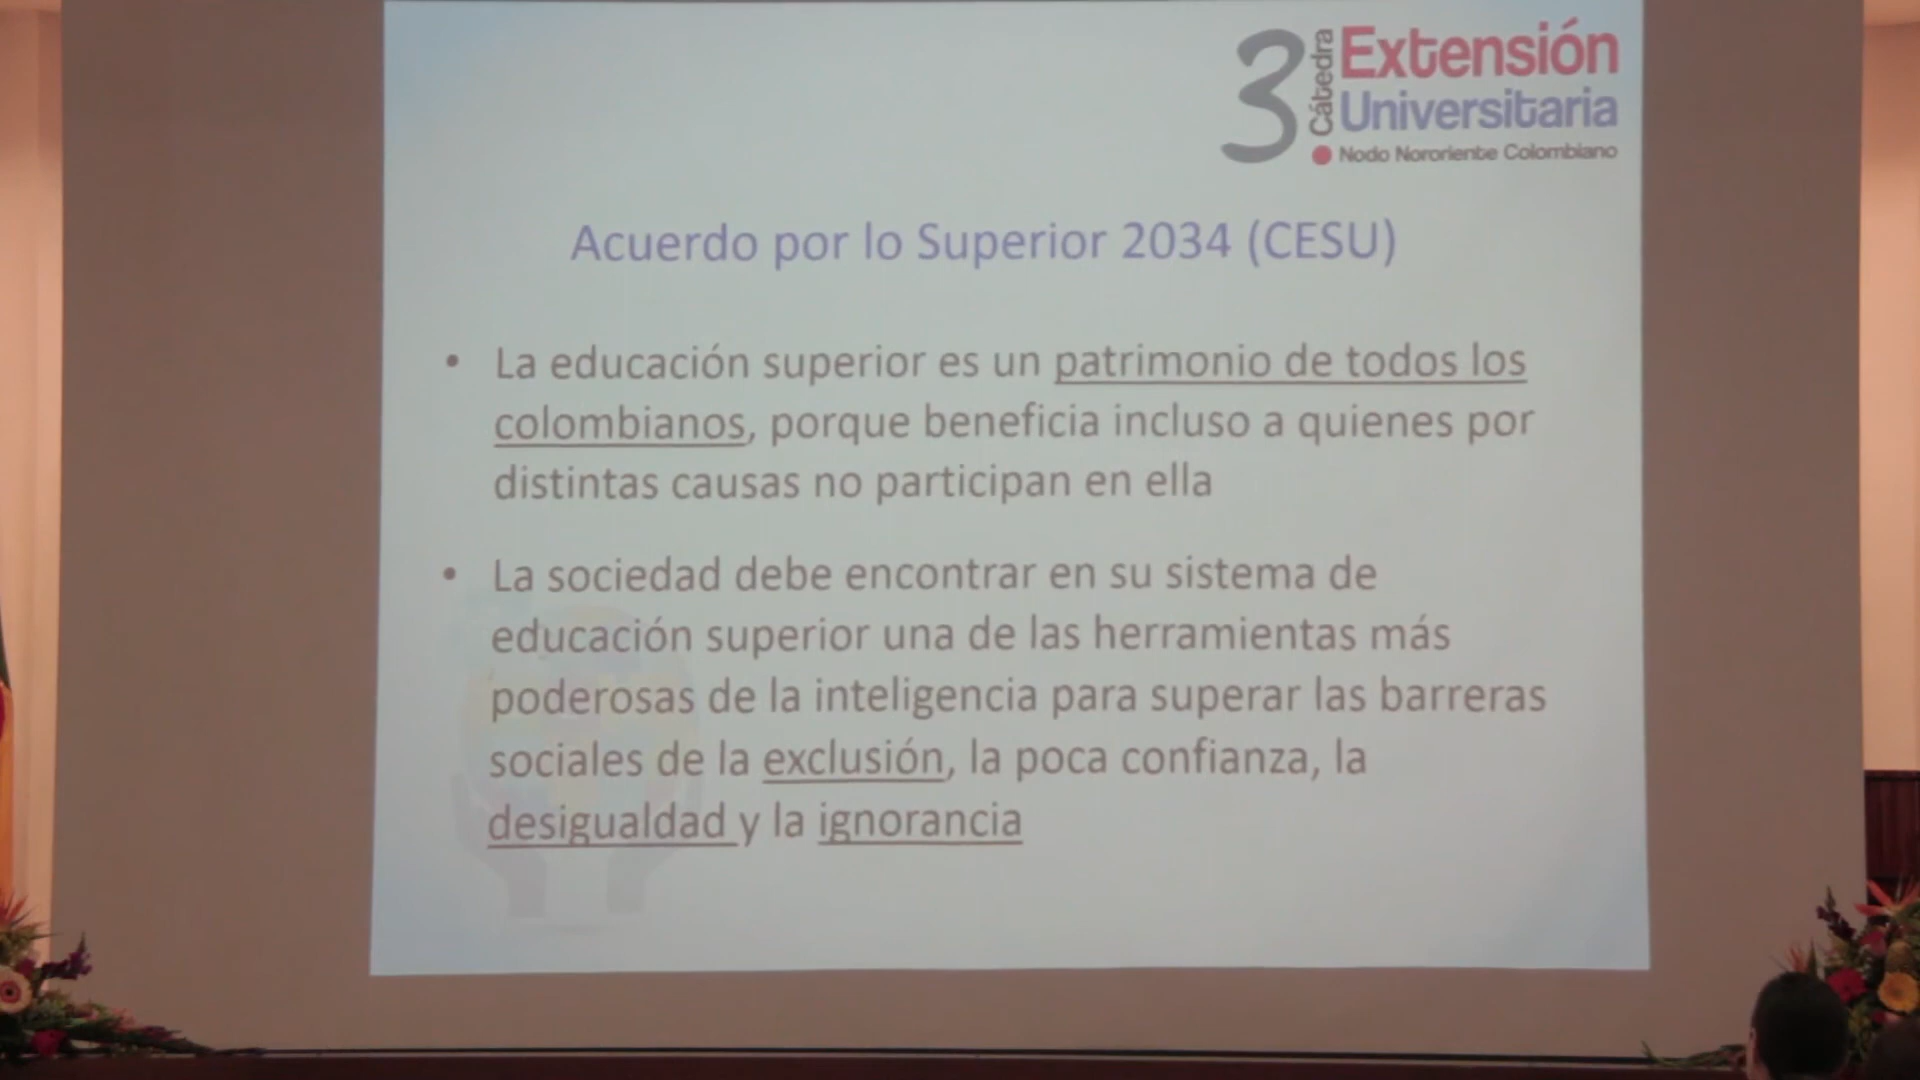 3 Cátedra
Extensión
Universitaria
Nodo Nororiente Colombiano
Acuerdo por lo Superior 2034 (CESU)
• La educación superior es un patrimonio de todos los
colombianos, porque beneficia incluso a quienes por
distintas causas no participan en ella
• La sociedad debe encontrar en su sistema de
educación superior una de las herramientas más
poderosas de la inteligencia para superar las barreras
sociales de la exclusión, la poca confianza, la
desigualdad y la ignorancia